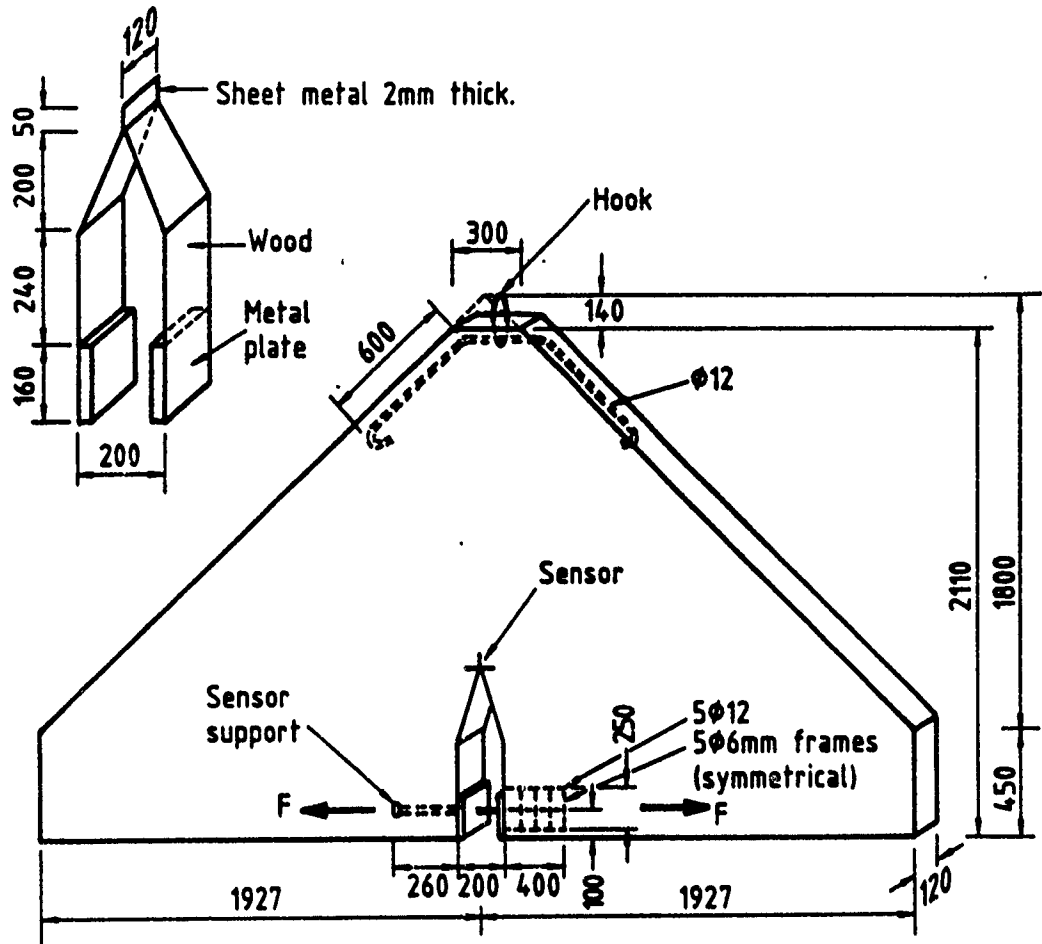 120
Sheet metal 2mm thick.
50
200
240
160
Wood
Metal
plate
200
Hook
300
140
600
ϕ12
2110
1800
450
Sensor
Sensor
support
250
5ϕ12
5ϕ6mm frames
(symmetrical)
F
F
260
200
400
100
120
1927
1927